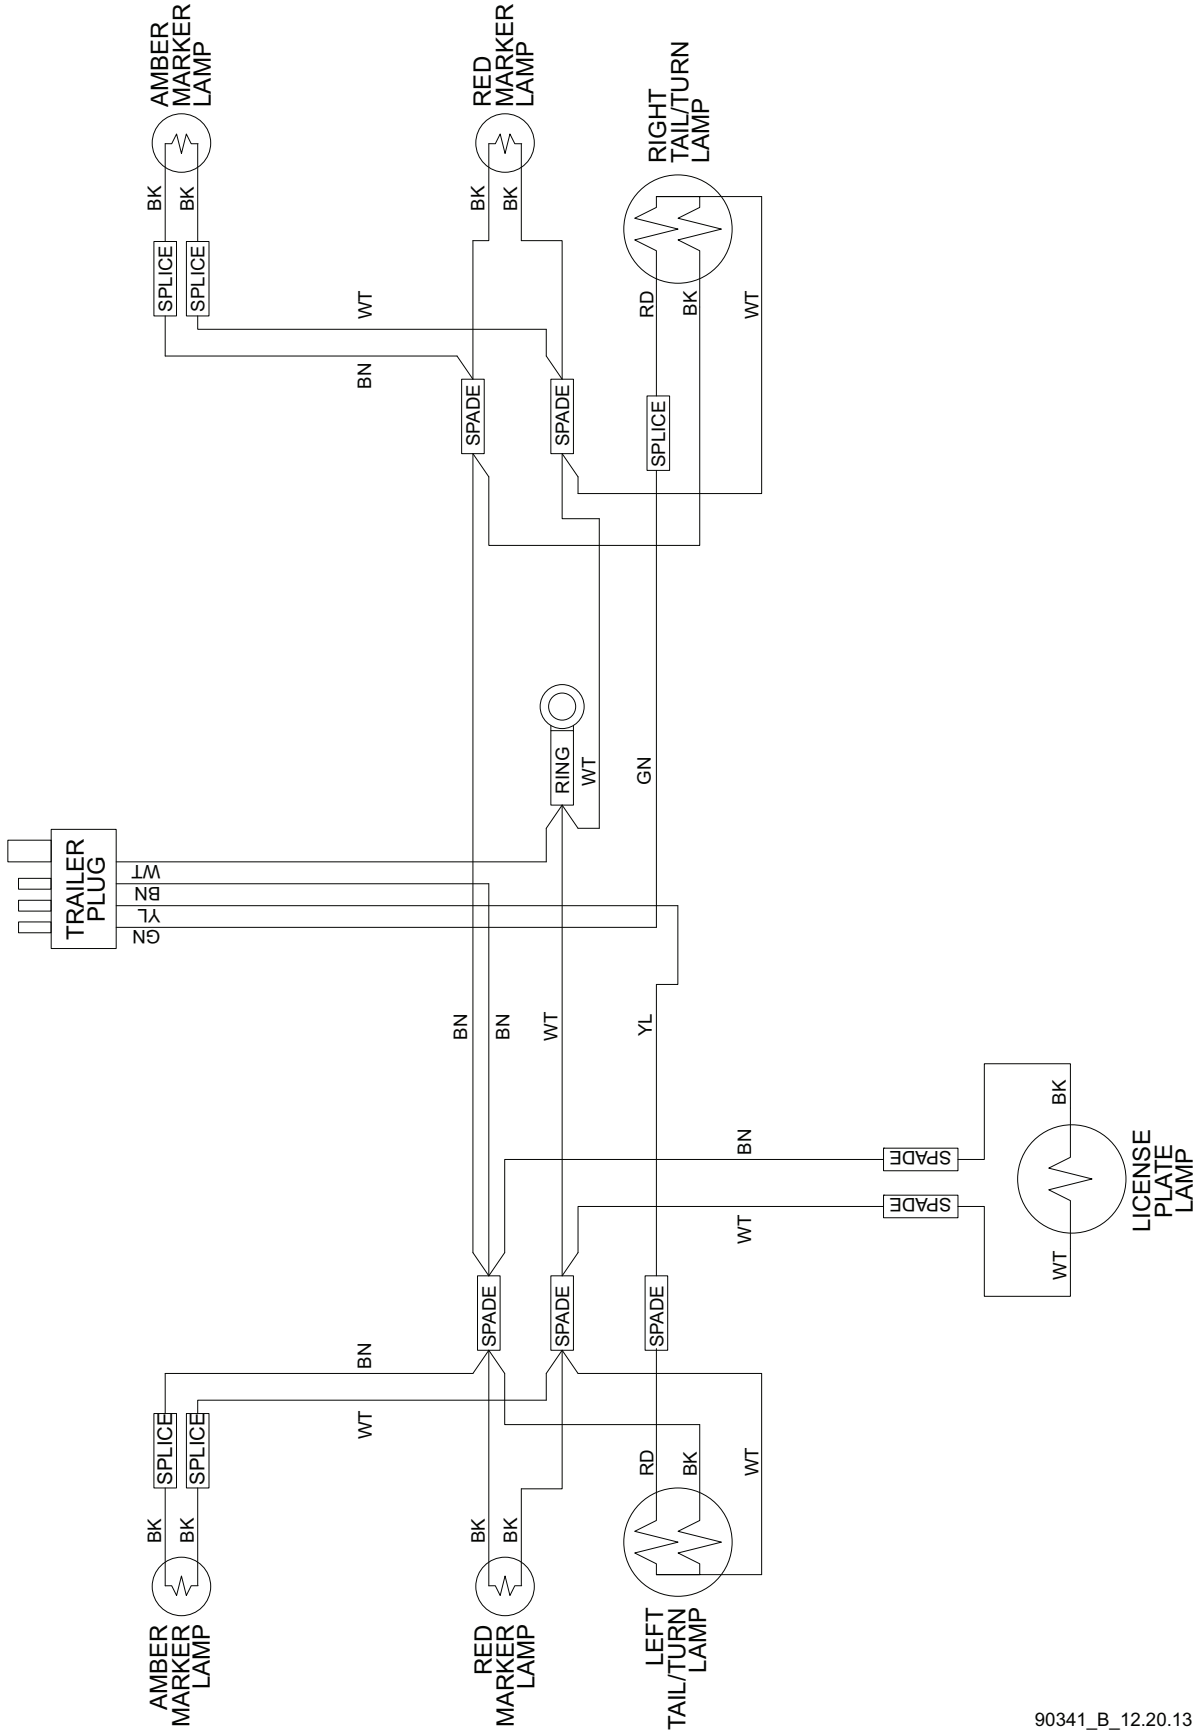 AMBER
MARKER
LAMP
RED
MARKER
LAMP
RIGHT
TAIL/TURN
LAMP
BK
BK
BK
BK
SPLICE
SPLICE
RD
BK
WT
WT
BN
SPADE
SPADE
SPLICE
RING
WT
GN
TRAILER
PLUG
WT
BN
YL
GN
BN
BN
WT
YL
BN
WT
SPADE
SPADE
BK
WT
LICENSE
PLATE
LAMP
SPADE
SPADE
SPADE
BN
WT
SPLICE
SPLICE
RD
BK
WT
BK
BK
BK
BK
AMBER
MARKER
LAMP
RED
MARKER
LAMP
LEFT
TAIL/TURN
LAMP
90341_B_12.20.13